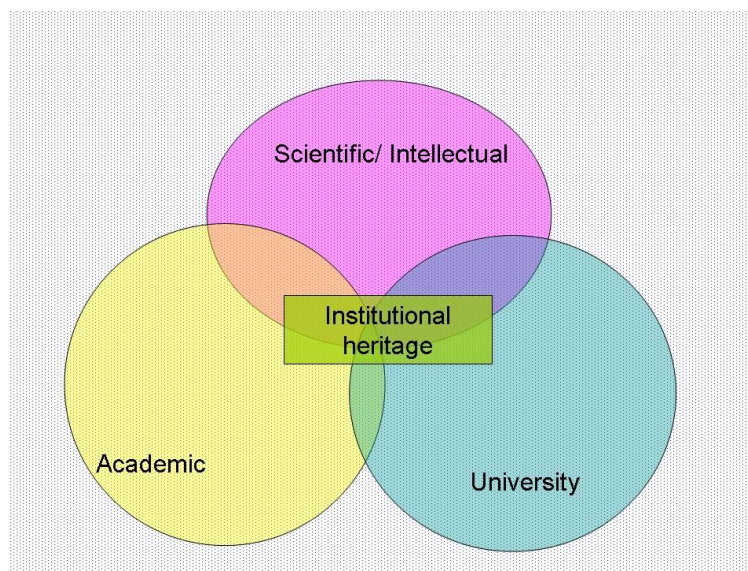 Scientific/ Intellectual
Institutional
heritage
Academic
University